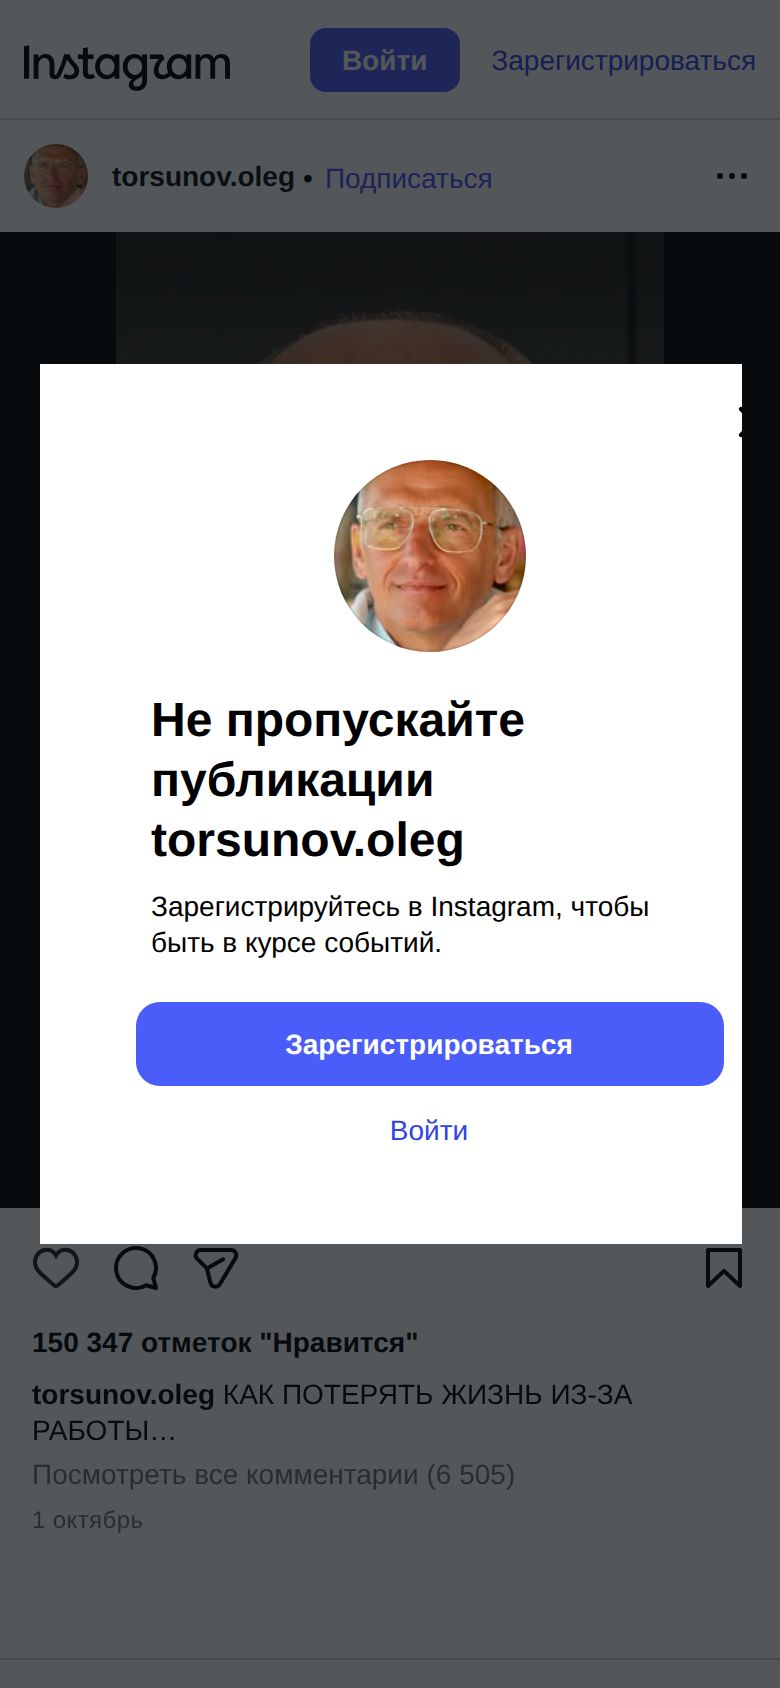 Instagram
Войти
Зарегистрироваться
torsunov.oleg • Подписаться
Не пропускайте
публикации
torsunov.oleg
Зарегистрируйтесь в Instagram, чтобы
быть в курсе событий.
Зарегистрироваться
Войти
150 347 отметок "Нравится"
torsunov.oleg КАК ПОТЕРЯТЬ ЖИЗНЬ ИЗ-ЗА
РАБОТЫ…
Посмотреть все комментарии (6 505)
1 октябрь